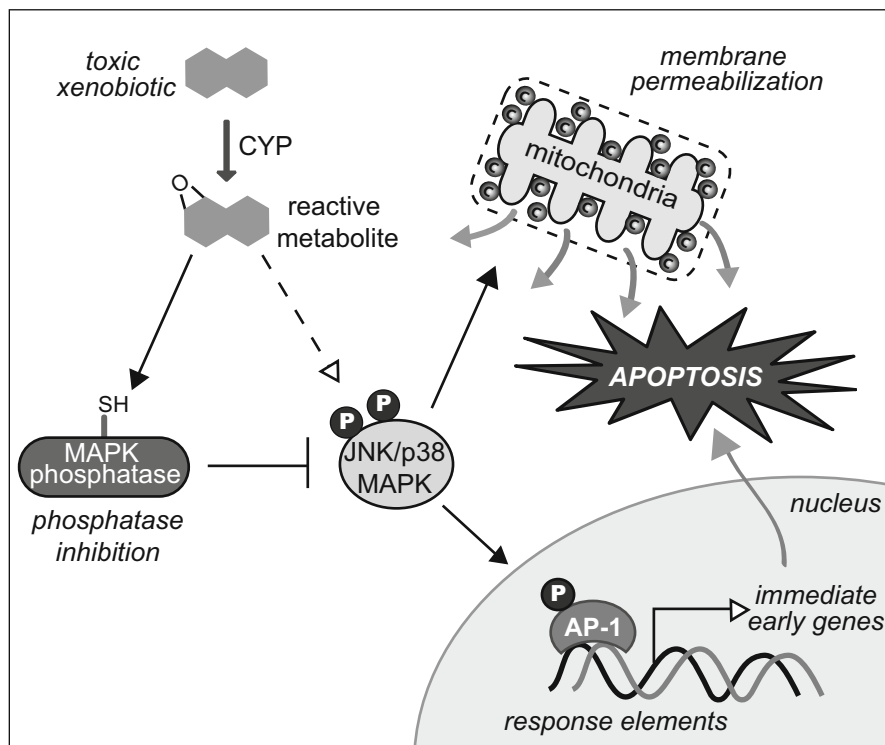 toxic
xenobiotic
CYP
O
reactive
metabolite
membrane
permeabilization
C C C C C C C C C C C C C C C C
mitochondria
APOPTOSIS
SH
MAPK
phosphatase
phosphatase
inhibition
P P
JNK/p38
MAPK
nucleus
P
AP-1
immediate
early genes
response elements